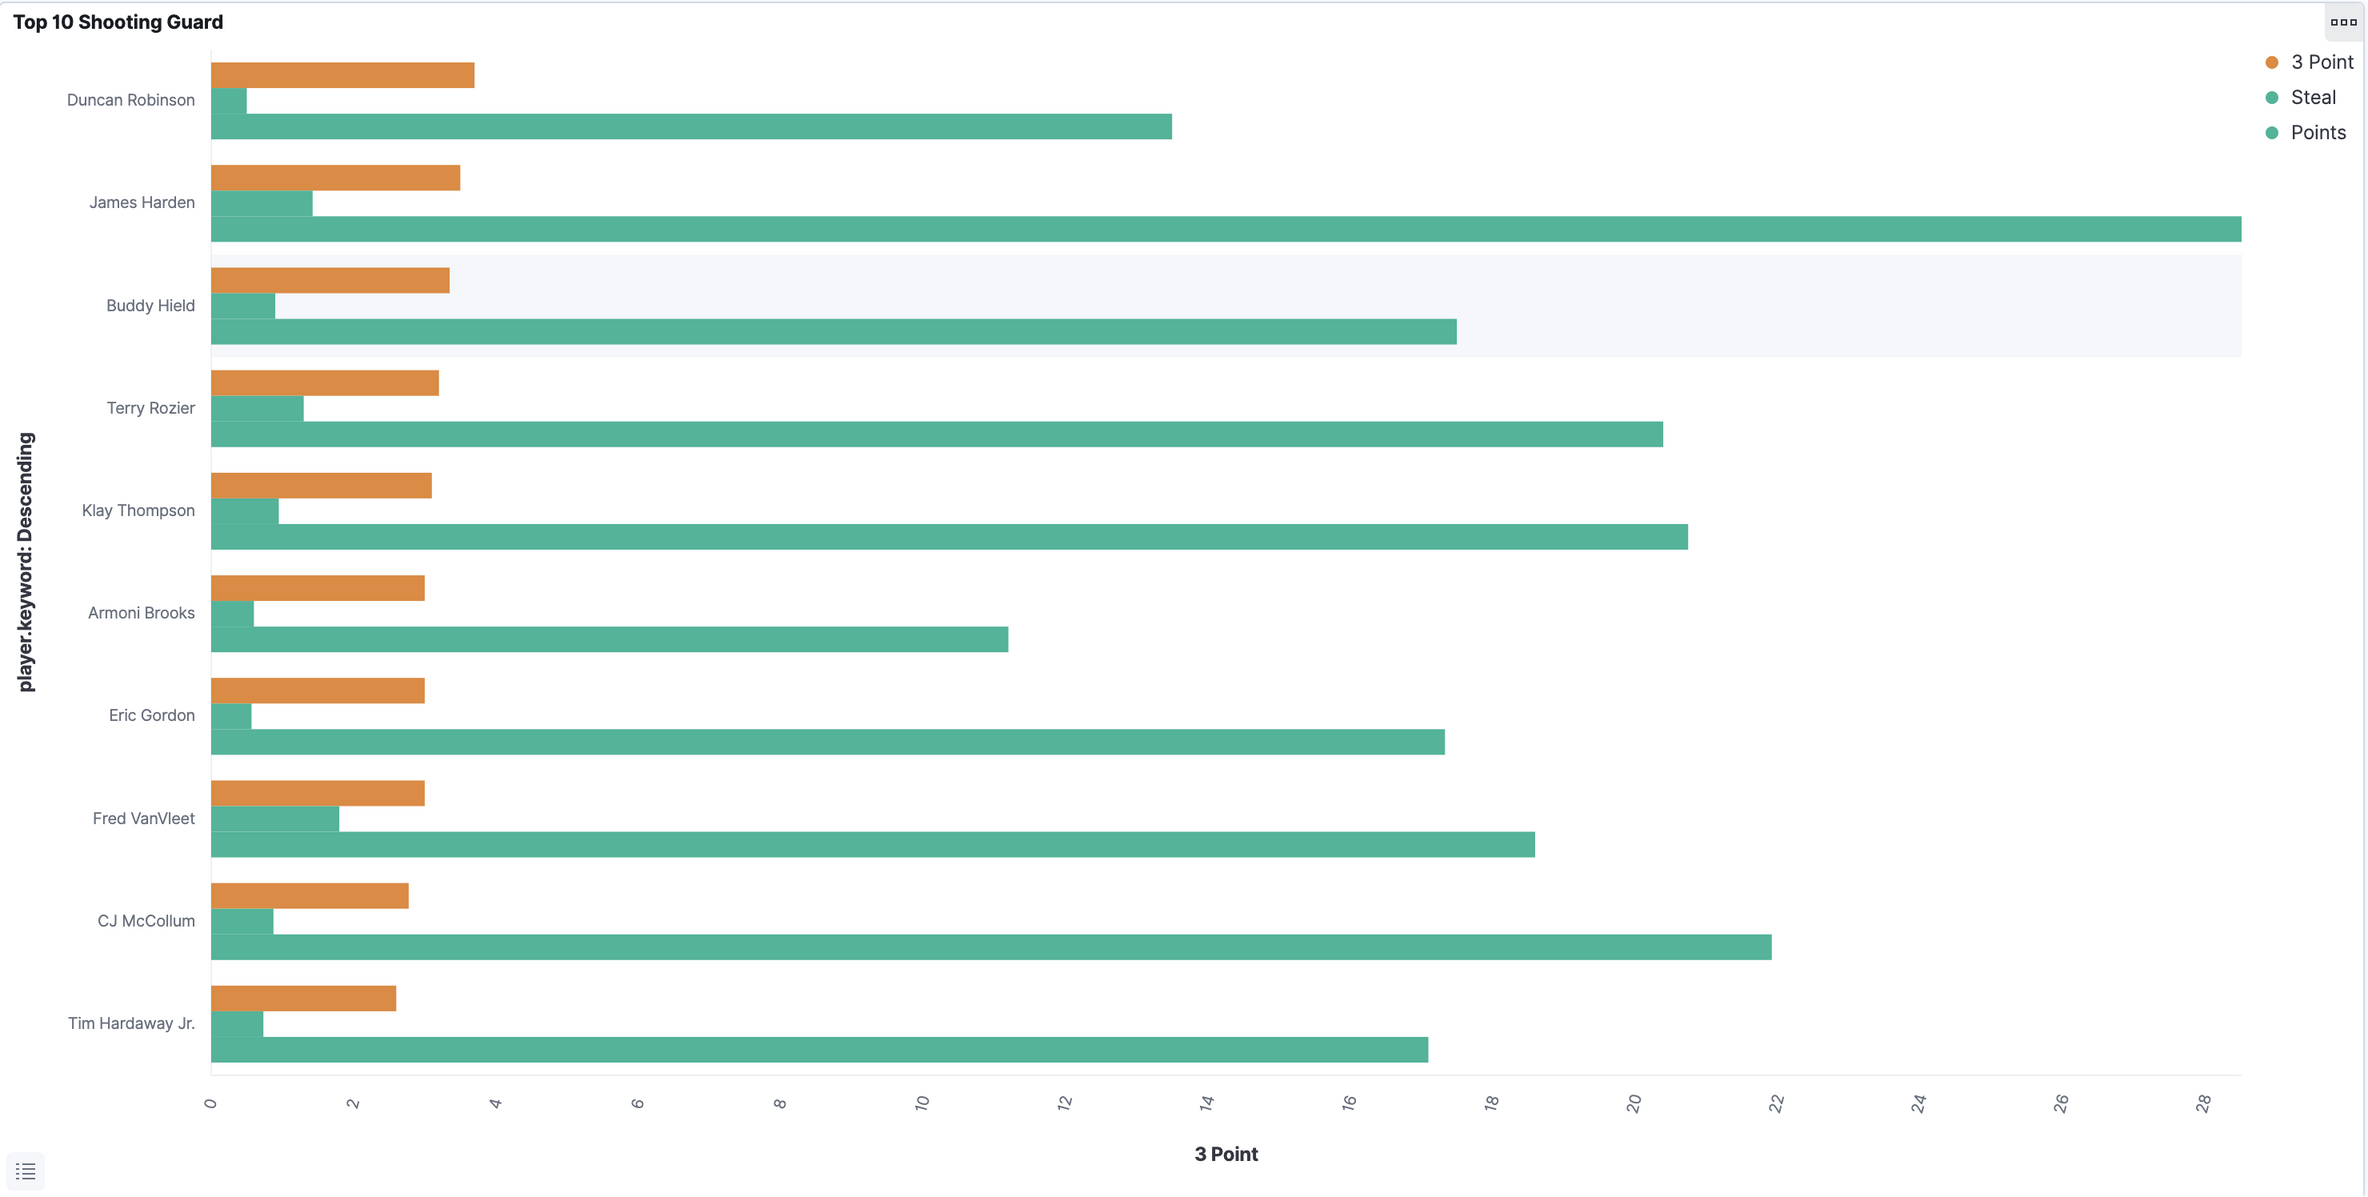 Top 10 Shooting Guard
3 Point
Steal
Points
player.keyword: Descending
Duncan Robinson
James Harden
Buddy Hield
Terry Rozier
Klay Thompson
Armoni Brooks
Eric Gordon
Fred VanVleet
CJ McCollum
Tim Hardaway Jr.
0 2 4 6 8 10 12 14 16 18 20 22 24 26 28
3 Point